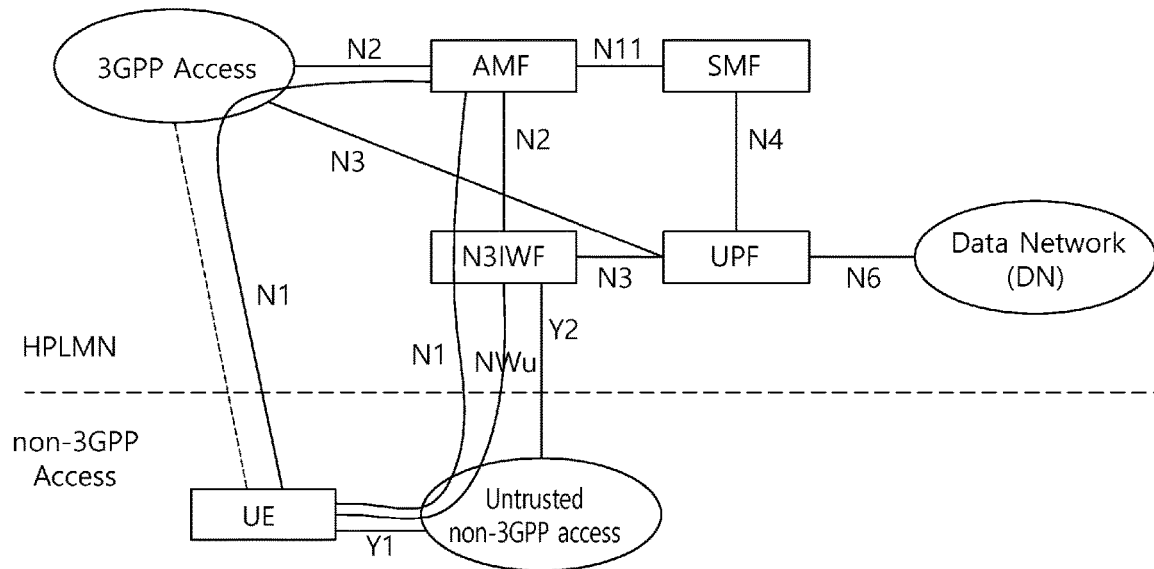 3GPP Access
N2
AMF
N11
SMF
N3
N2
N4
N3IWF
N3
UPF
N6
Data Network
(DN)
N1
Y2
N1
NWu
HPLMN
non-3GPP
Access
UE
Y1
Untrusted
non-3GPP access